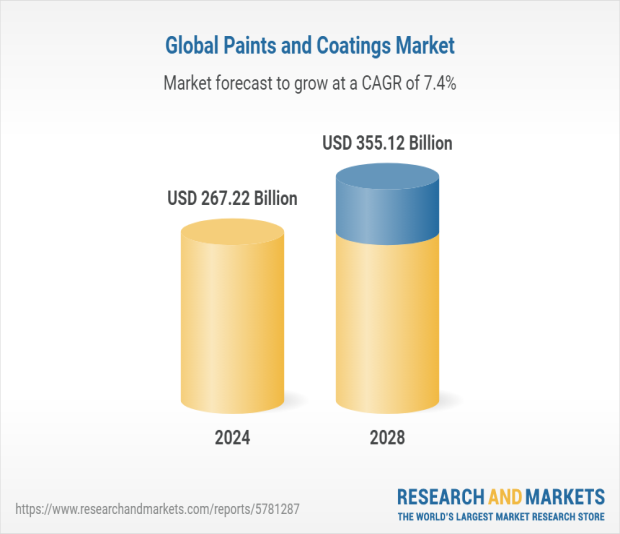 Global Paints and Coatings Market
Market forecast to grow at a CAGR of 7.4%
USD 355.12 Billion
USD 267.22 Billion
2024
2028
https://www.researchandmarkets.com/reports/5781287
RESEARCH AND MARKETS
THE WORLD'S LARGEST MARKET RESEARCH STORE